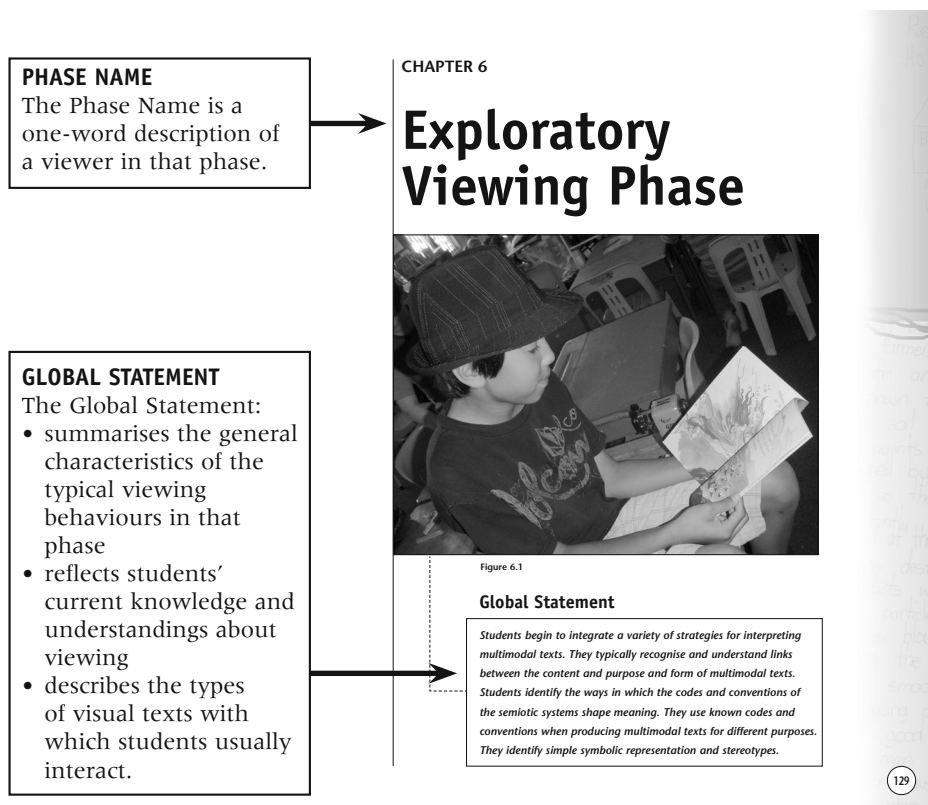 PHASE NAME
The Phase Name is a
one-word description of
a viewer in that phase.
CHAPTER 6
Exploratory
Viewing Phase
GLOBAL STATEMENT
The Global Statement:
• summarises the general
characteristics of the
typical viewing
behaviours in that
phase
• reflects students’
current knowledge and
understandings about
viewing
• describes the types
of visual texts with
which students usually
interact.
Figure 6.1
Global Statement
Students begin to integrate a variety of strategies for interpreting
multimodal texts. They typically recognise and understand links
between the content and purpose and form of multimodal texts.
Students identify the ways in which the codes and conventions of
the semiotic systems shape meaning. They use known codes and
conventions when producing multimodal texts for different purposes.
They identify simple symbolic representation and stereotypes.
129